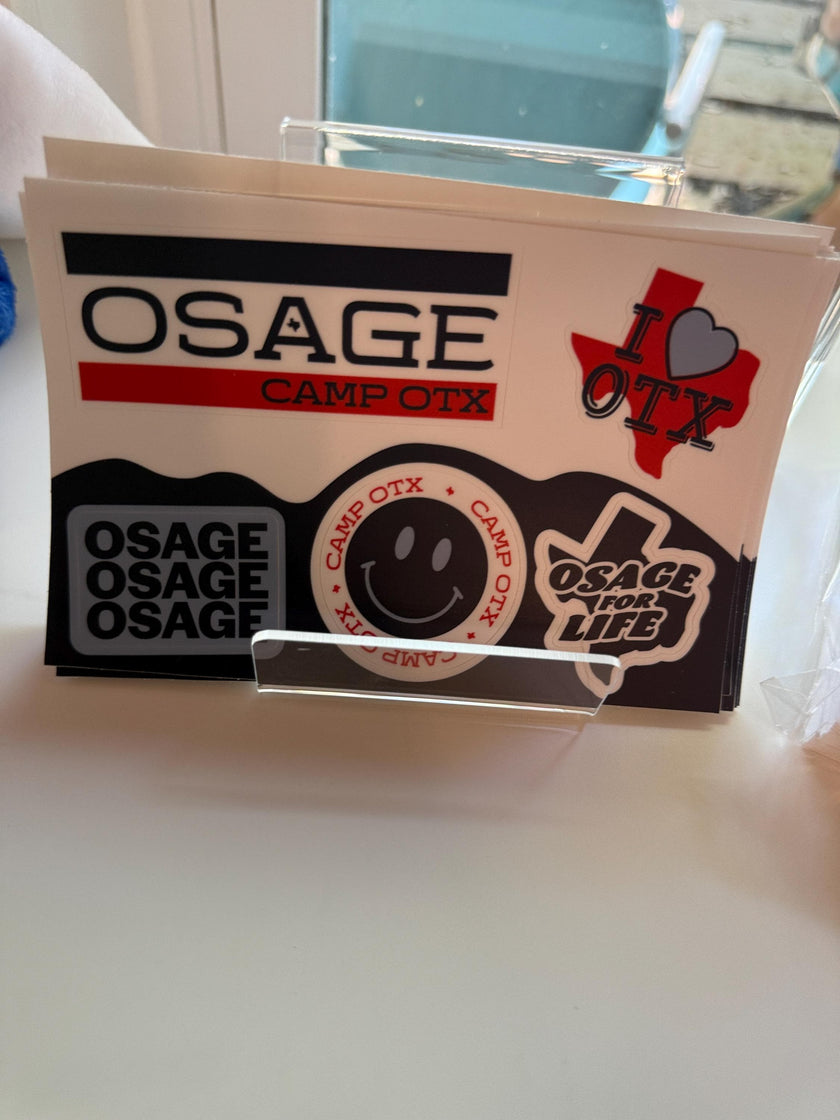 OSAGE
CAMP OTX
I
OTX
OSAGE
OSAGE
OSAGE
CAMP OTX
CAMP OTX
CAMP OTX
OSAGE
FOR
LIFE